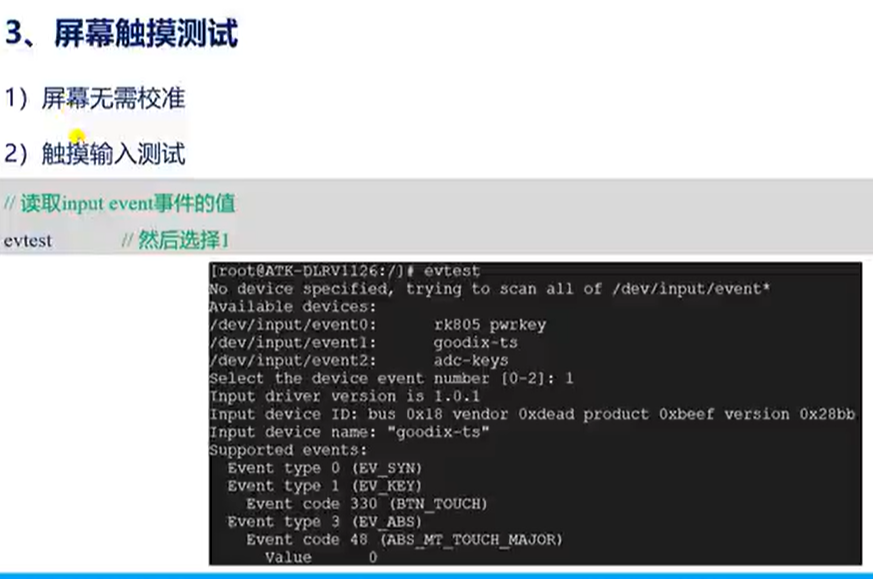 3、屏幕触摸测试
1）屏幕无需校准
2）触摸输入测试
// 读取input event事件的值
evtest // 然后选择1
[root@ATK-DLRV1126:/]# evtest
No device specified, trying to scan all of /dev/input/event*
Available devices:
/dev/input/event0: rk805 pwrkey
/dev/input/event1: goodix-ts
/dev/input/event2: adc-keys
Select the device event number [0-2]: 1
Input driver version is 1.0.1
Input device ID: bus 0x18 vendor 0xdead product 0xbeef version 0x28bb
Input device name: "goodix-ts"
Supported events:
Event type 0 (EV_SYN)
Event type 1 (EV_KEY)
Event code 330 (BTN_TOUCH)
Event type 3 (EV_ABS)
Event code 48 (ABS_MT_TOUCH_MAJOR)
Value 0